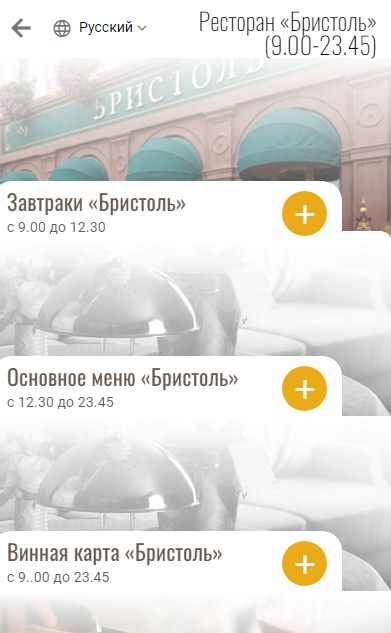 Русский
Ресторан «Бристоль»
(9.00-23.45)
БРИСТОЛЬ
Завтраки «Бристоль»
с 9.00 до 12.30
Основное меню «Бристоль»
с 12.30 до 23.45
Винная карта «Бристоль»
с 9..00 до 23.45